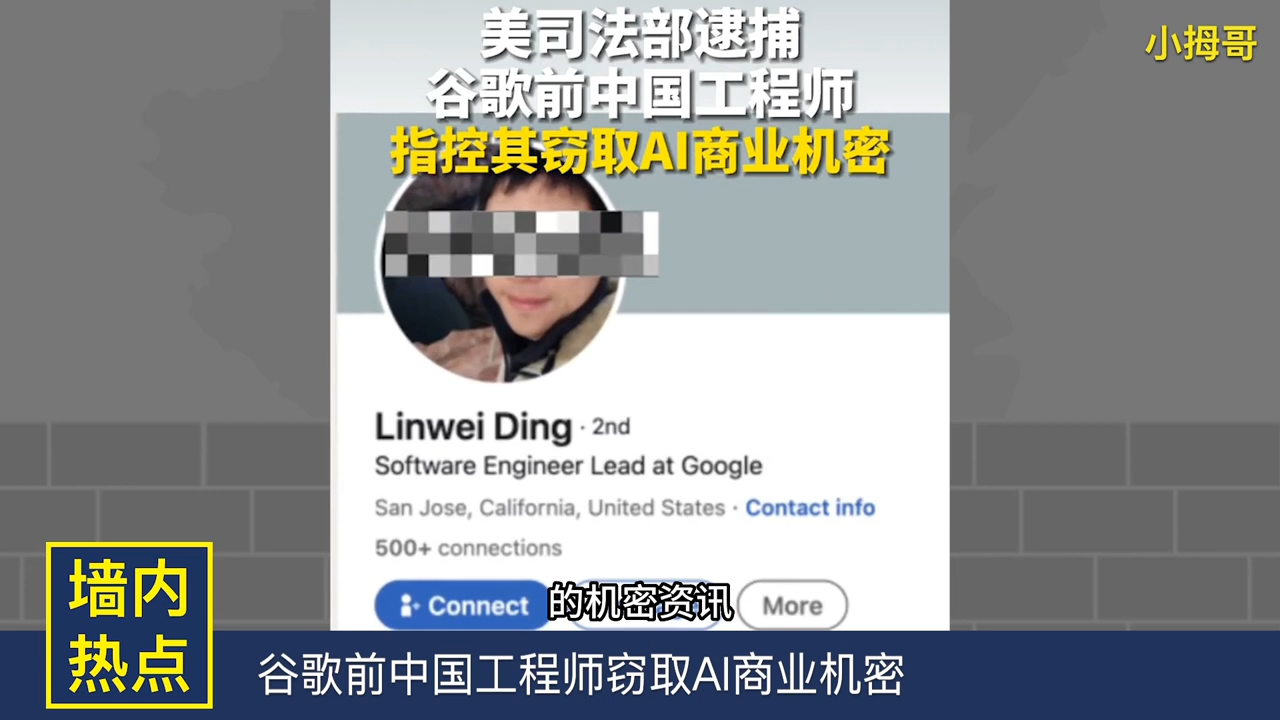 美司法部逮捕
谷歌前中国工程师
指控其窃取AI商业机密
小拇哥
Linwei Ding · 2nd
Software Engineer Lead at Google
San Jose, California, United States · Contact info
500+ connections
Connect
More
的机密资讯
墙内
热点
谷歌前中国工程师窃取AI商业机密